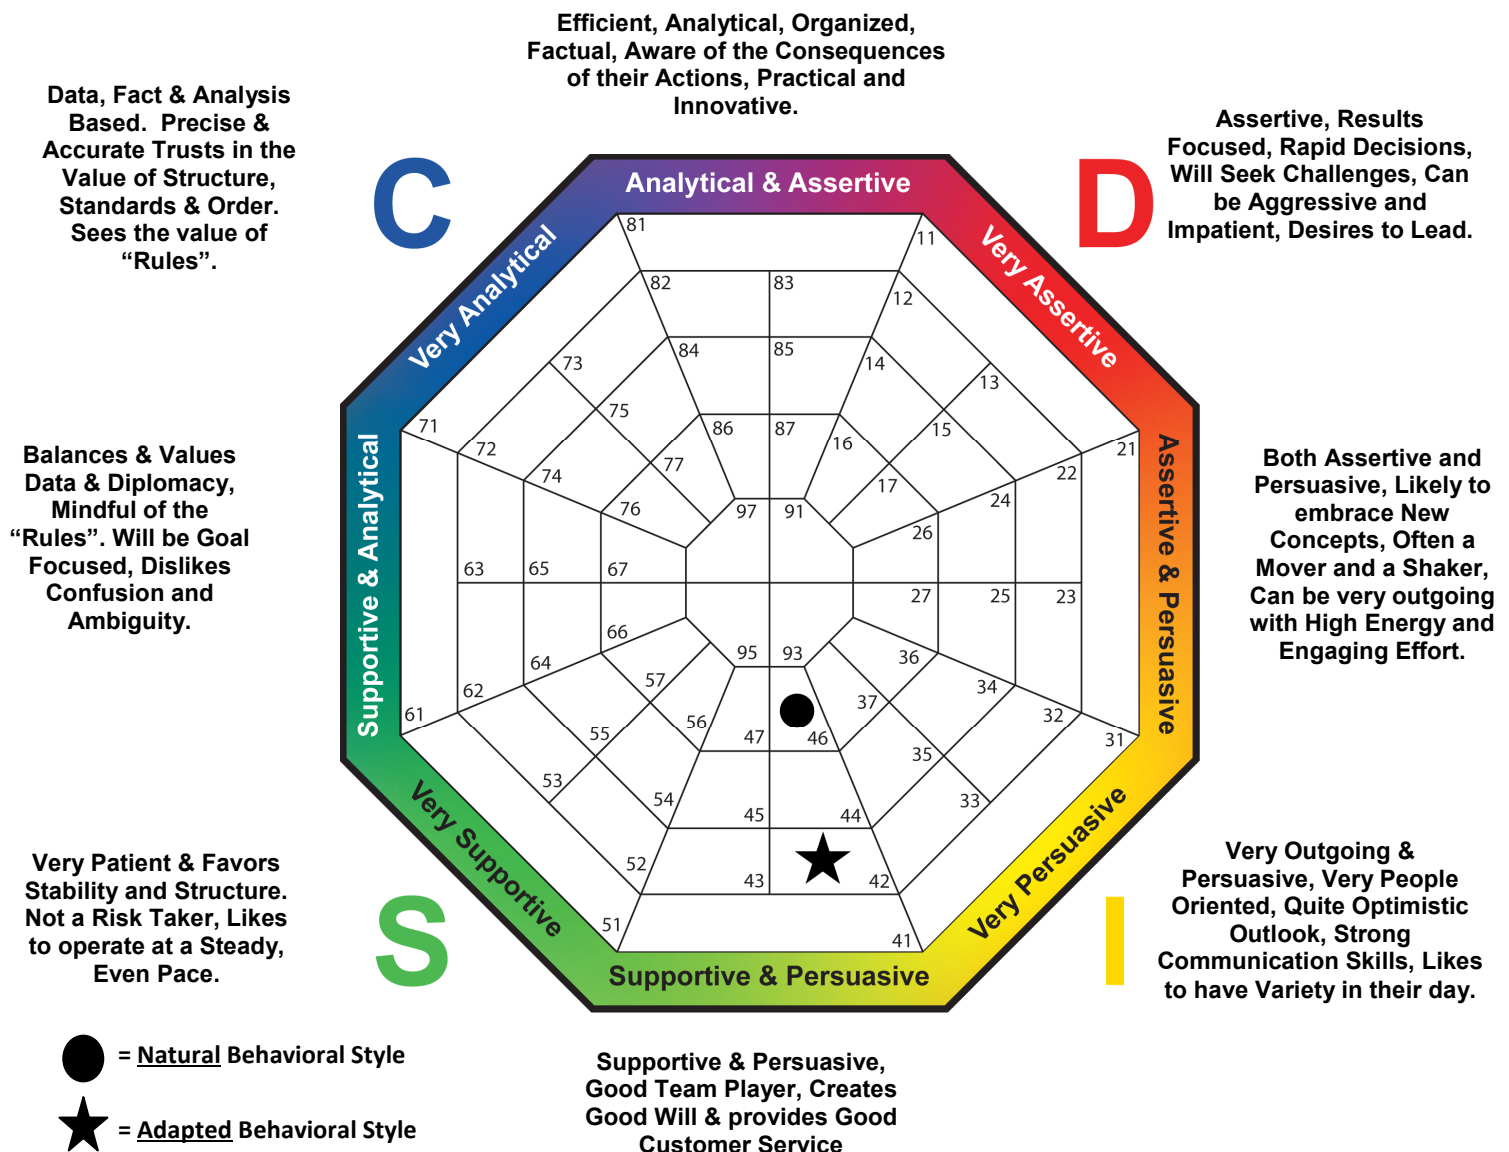 Efficient, Analytical, Organized,
Factual, Aware of the Consequences
of their Actions, Practical and
Innovative.
Data, Fact & Analysis
Based.  Precise &
Accurate Trusts in the
Value of Structure,
Standards & Order.
Sees the value of
“Rules”.
C
D
Assertive, Results
Focused, Rapid Decisions,
Will Seek Challenges, Can
be Aggressive and
Impatient, Desires to Lead.
Analytical & Assertive
Very Analytical
Very Assertive
81
11
82
83
12
84
85
14
73
13
75
15
71
86
87
16
21
72
77
22
74
17
24
76
97
91
26
Supportive & Analytical
Assertive & Persuasive
Balances & Values
Data & Diplomacy,
Mindful of the
“Rules”. Will be Goal
Focused, Dislikes
Confusion and
Ambiguity.
Both Assertive and
Persuasive, Likely to
embrace New
Concepts, Often a
Mover and a Shaker,
Can be very outgoing
with High Energy and
Engaging Effort.
63
65
67
27
25
23
66
95
93
36
64
57
34
62
37
61
56
32
55
47
46
31
35
53
54
33
45
44
52
43
42
51
41
Very Supportive
Very Persuasive
Supportive & Persuasive
Very Patient & Favors
Stability and Structure.
Not a Risk Taker, Likes
to operate at a Steady,
Even Pace.
S
I
Very Outgoing &
Persuasive, Very People
Oriented, Quite Optimistic
Outlook, Strong
Communication Skills, Likes
to have Variety in their day.
= Natural Behavioral Style
= Adapted Behavioral Style
Supportive & Persuasive,
Good Team Player, Creates
Good Will & provides Good
Customer Service